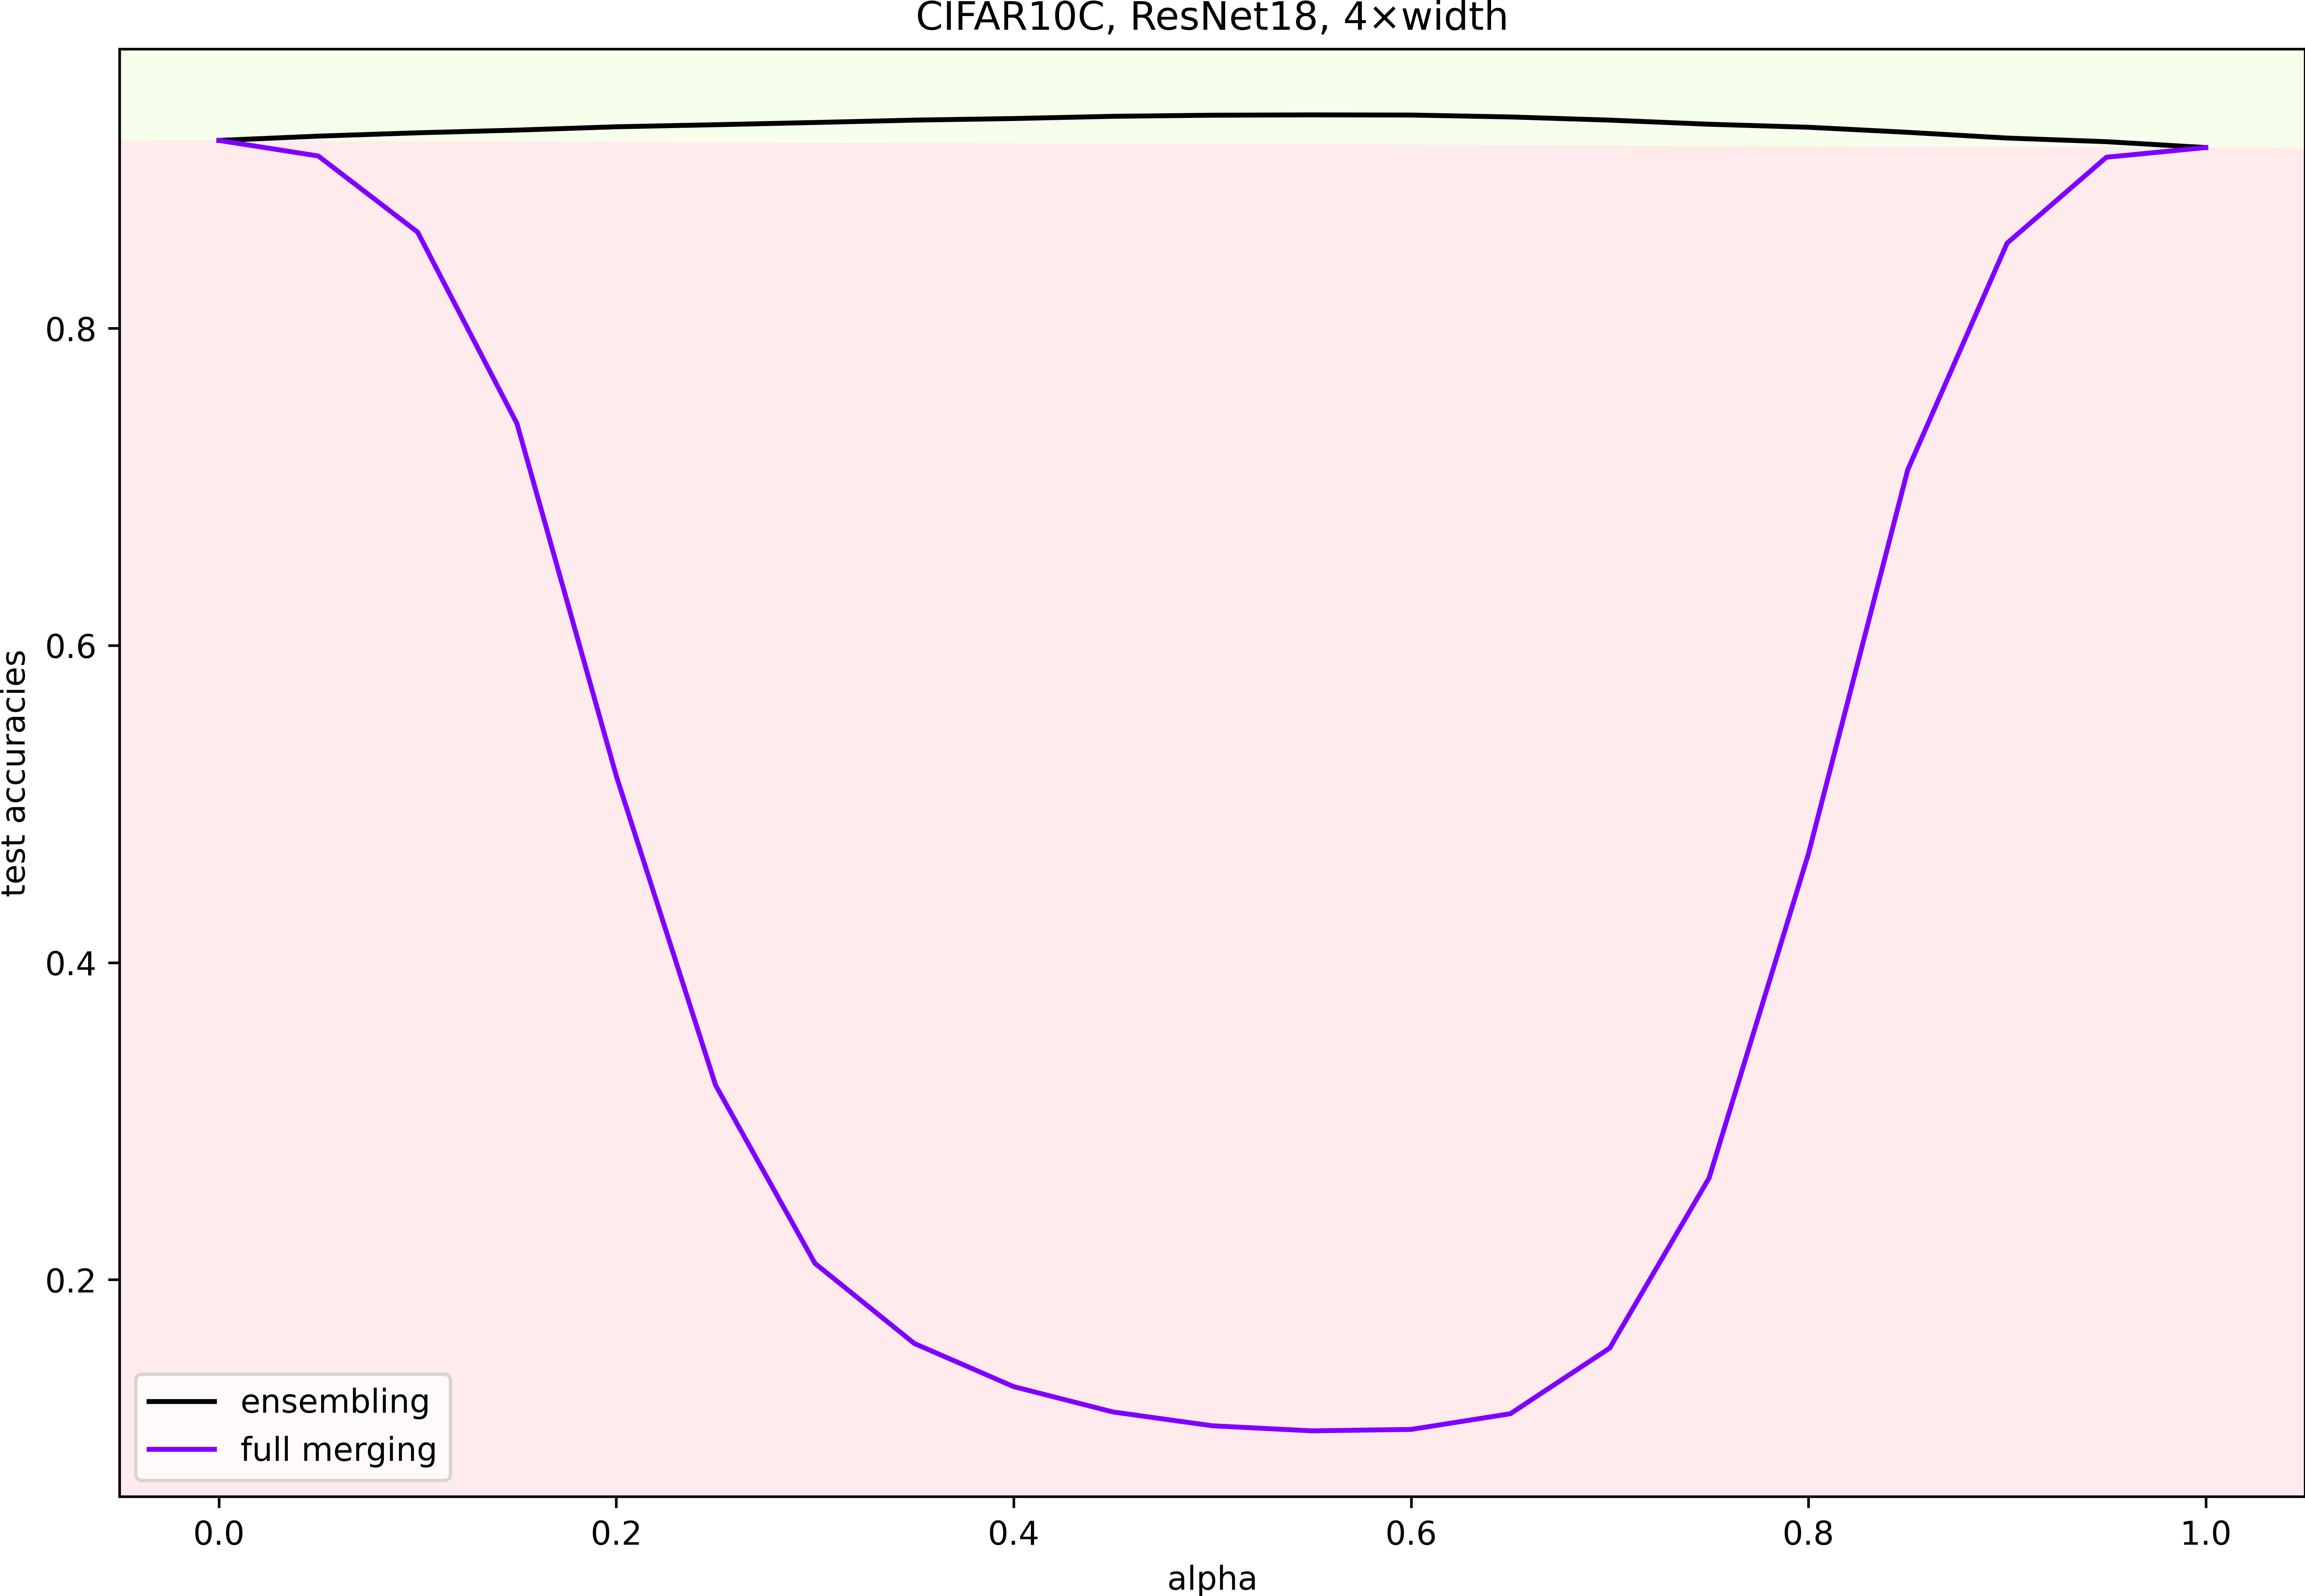 CIFAR10C, ResNet18, 4×width
test accuracies
0.8
0.6
0.4
0.2
ensembling
full merging
0.0 0.2 0.4 0.6 0.8 1.0
alpha